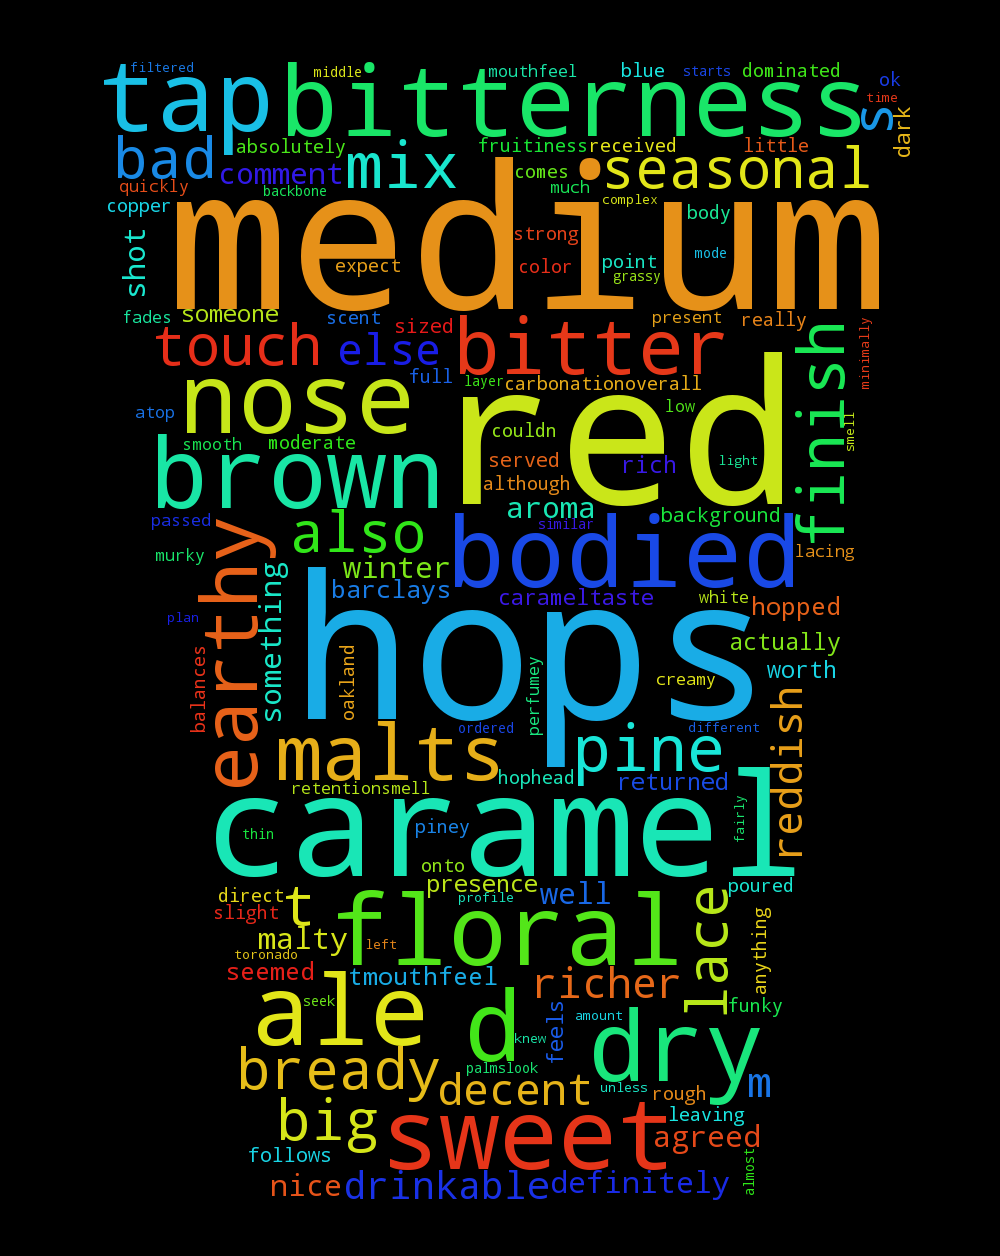 filtered
tap
bitterness
middle
mouthfeel
blue
starts
dominated
ok
time
s
dark
bad
absolutely
mix
fruitiness
received
little
seasonal
comment
comes
much
quickly
backbone
copper
medium
complex
body
strong
shot
expect
color
point
mode
grassy
fades
someone
scent
sized
present
really
touch
else
bitter
finish
minimally
nose
full
layer
carbonationoverall
red
low
atop
couldn
smell
smooth
moderate
brown
served
rich
light
although
aroma
background
passed
also
similar
bodied
lacing
murky
earthy
something
winter
barclays
carameltaste
white
hopped
hops
plan
actually
balances
oakland
perfumey
creamy
worth
reddish
ordered
different
malts
pine
hophead
returned
retentionsmell
caramel
thin
piney
fairly
onto
presence
profile
well
poured
direct
slight
t
floral
lace
anything
malty
left
toronado
seemed
tmouthfeel
richer
seek
ale
d
knew
feels
amount
funky
dry
bready
palmslook
decent
unless
rough
m
big
sweet
leaving
agreed
follows
almost
nice
drinkable
definitely